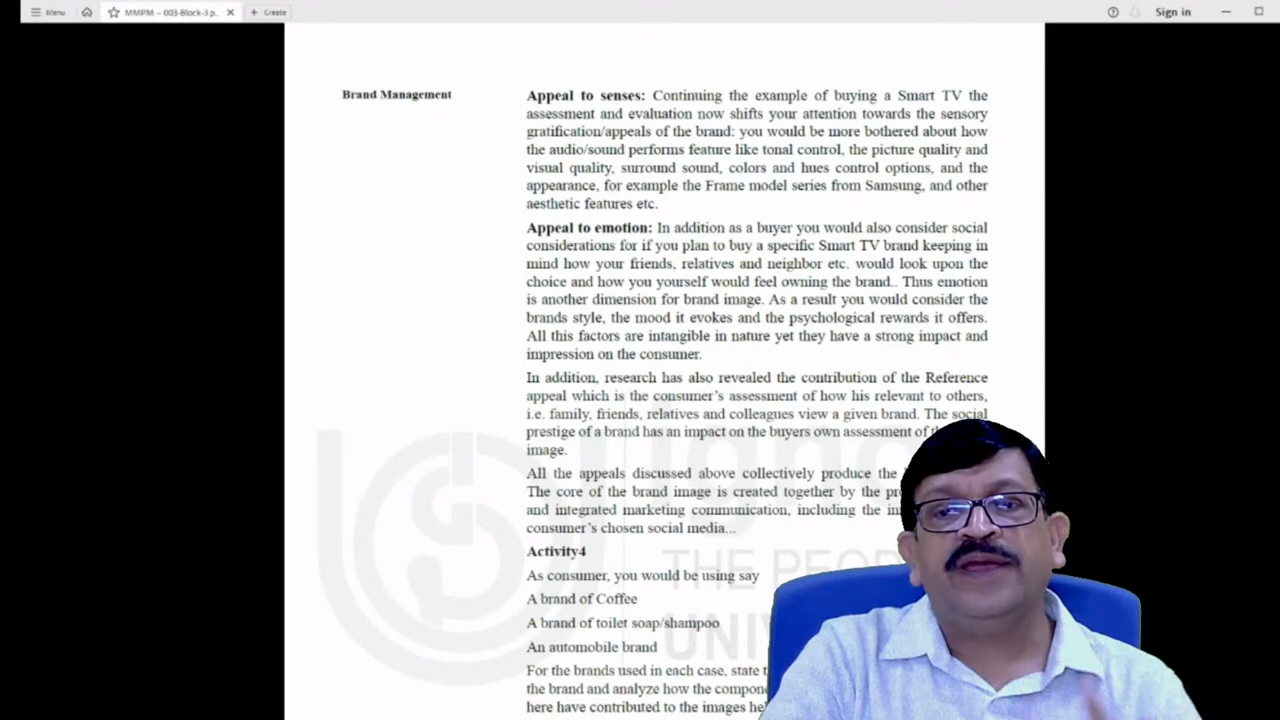 Menu
MMPM – 003-Block-3.p...
Create
Sign in
Brand Management
Appeal to senses: Continuing the example of buying a Smart TV the
assessment and evaluation now shifts your attention towards the sensory
gratification/appeals of the brand: you would be more bothered about how
the audio/sound performs feature like tonal control, the picture quality and
visual quality, surround sound, colors and hues control options, and the
appearance, for example the Frame model series from Samsung, and other
aesthetic features etc.
Appeal to emotion: In addition as a buyer you would also consider social
considerations for if you plan to buy a specific Smart TV brand keeping in
mind how your friends, relatives and neighbor etc. would look upon the
choice and how you yourself would feel owning the brand.. Thus emotion
is another dimension for brand image. As a result you would consider the
brands style, the mood it evokes and the psychological rewards it offers.
All this factors are intangible in nature yet they have a strong impact and
impression on the consumer.
In addition, research has also revealed the contribution of the Reference
appeal which is the consumer's assessment of how his relevant to others,
i.e. family, friends, relatives and colleagues view a given brand. The social
prestige of a brand has an impact on the buyers own assessment of
image.
All the appeals discussed above collectively produce the
The core of the brand image is created together by the
and integrated marketing communication, including the
consumer's chosen social media...
Activity4
As consumer, you would be using say
A brand of Coffee
A brand of toilet soap/shampoo
An automobile brand
For the brands used in each case, state
the brand and analyze how the
here have contributed to the images
ignou
THE